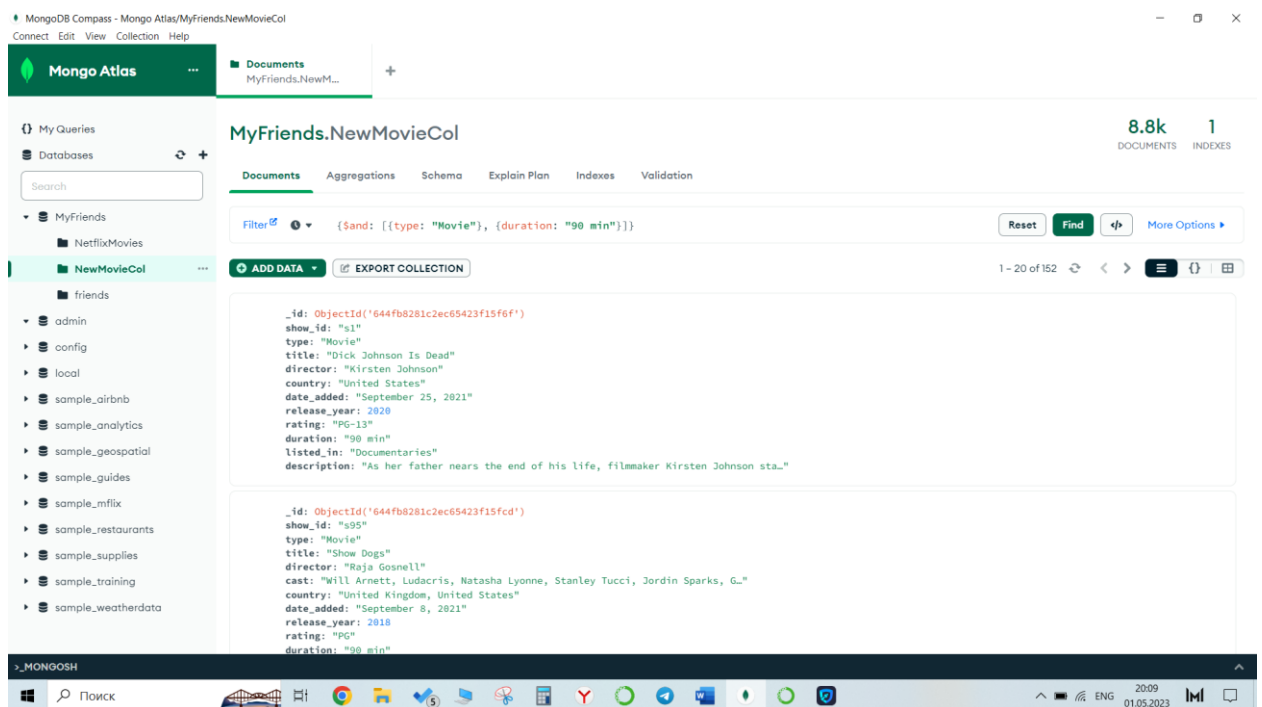 MongoDB Compass - Mongo Atlas/MyFriends.NewMovieCol
Connect Edit View Collection Help
Mongo Atlas ...
Documents
MyFriends.NewM...
+
{} My Queries
Databases
Search
MyFriends
NetflixMovies
NewMovieCol ...
friends
admin
config
local
sample_airbnb
sample_analytics
sample_geospatial
sample_guides
sample_mflix
sample_restaurants
sample_supplies
sample_training
sample_weatherdata
MyFriends.NewMovieCol
8.8k 1
DOCUMENTS INDEXES
Documents Aggregations Schema Explain Plan Indexes Validation
Filter {$and: [{type: "Movie"}, {duration: "90 min"}]} Reset Find </> More Options
ADD DATA EXPORT COLLECTION 1 - 20 of 152 {}
_id: ObjectId('644fb8281c2ec65423f15f6f')
show_id: "s1"
type: "Movie"
title: "Dick Johnson Is Dead"
director: "Kirsten Johnson"
country: "United States"
date_added: "September 25, 2021"
release_year: 2020
rating: "PG-13"
duration: "90 min"
listed_in: "Documentaries"
description: "As her father nears the end of his life, filmmaker Kirsten Johnson sta…"
_id: ObjectId('644fb8281c2ec65423f15fcd')
show_id: "s95"
type: "Movie"
title: "Show Dogs"
director: "Raja Gosnell"
cast: "Will Arnett, Ludacris, Natasha Lyonne, Stanley Tucci, Jordin Sparks, G…"
country: "United Kingdom, United States"
date_added: "September 8, 2021"
release_year: 2018
rating: "PG"
duration: "90 min"
>_MONGOSH
Поиск
5
ENG
20:09
01.05.2023